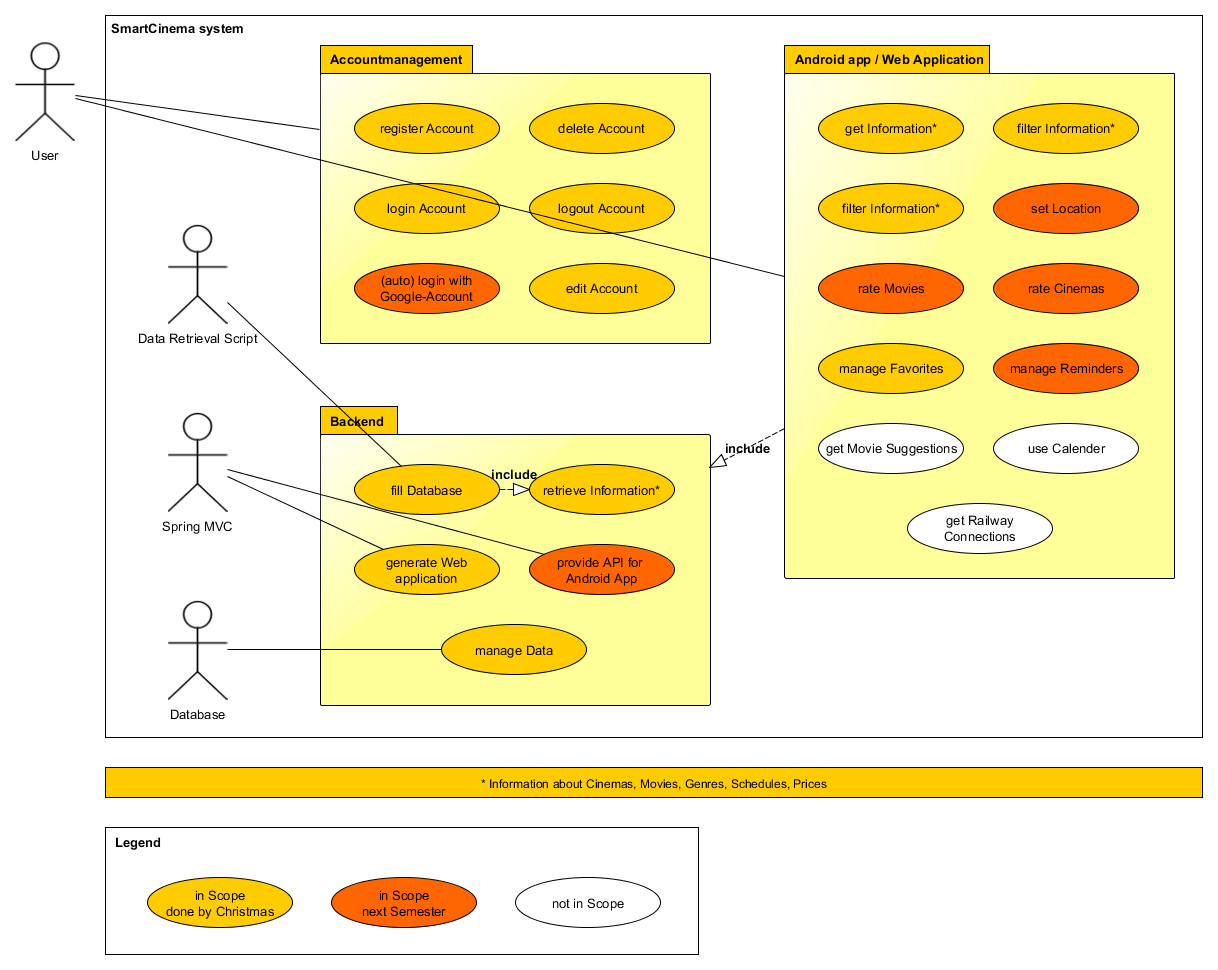 SmartCinema system
User
Accountmanagement
register Account
delete Account
login Account
logout Account
(auto) login with
Google-Account
edit Account
Android app / Web Application
get Information*
filter Information*
filter Information*
set Location
rate Movies
rate Cinemas
manage Favorites
manage Reminders
get Movie Suggestions
use Calender
get Railway
Connections
Data Retrieval Script
Spring MVC
Database
Backend
include
fill Database
include
retrieve Information*
generate Web
application
provide API for
Android App
manage Data
* Information about Cinemas, Movies, Genres, Schedules, Prices
Legend
in Scope
done by Christmas
in Scope
next Semester
not in Scope